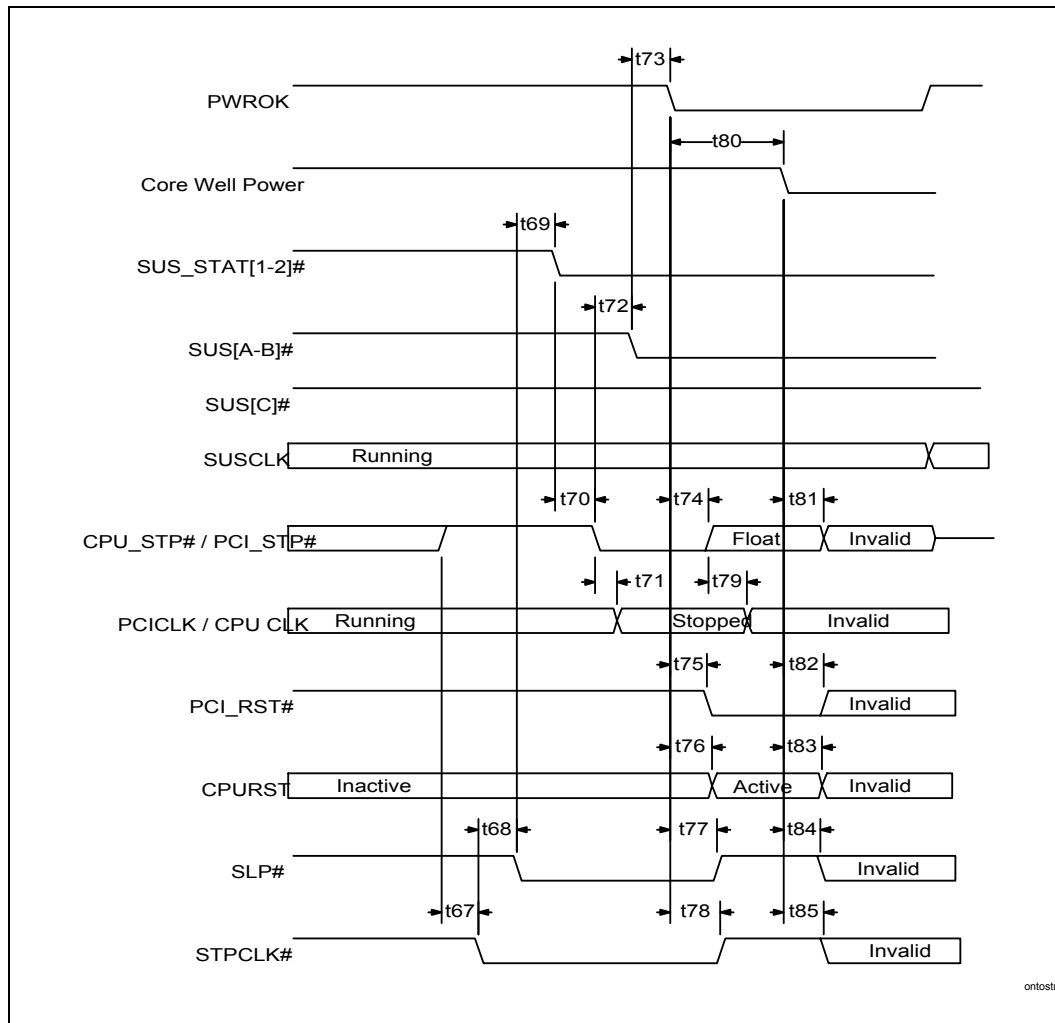 t73
PWROK
t80
Core Well Power
t69
SUS_STAT[1-2]#
t72
SUS[A-B]#
SUS[C]#
SUSCLK Running
t70 t74 t81
CPU_STP# / PCI_STP# Float Invalid
t71 t79
PCICLK / CPU CLK Running Stopped Invalid
t75 t82
PCI_RST# Invalid
t76 t83
CPURST Inactive Active Invalid
t68 t77 t84
SLP# Invalid
t67 t78 t85
STPCLK# Invalid